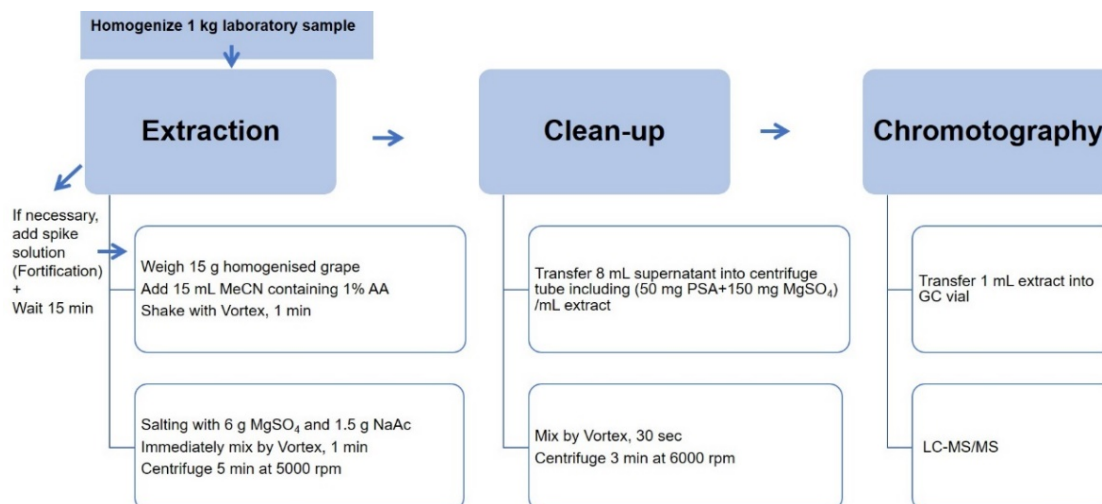 Homogenize 1 kg laboratory sample
Extraction
If necessary,
add spike
solution
(Fortification)
+
Wait 15 min
Weigh 15 g homogenised grape
Add 15 mL MeCN containing 1% AA
Shake with Vortex, 1 min
Salting with 6 g MgSO₄ and 1.5 g NaAc
Immediately mix by Vortex, 1 min
Centrifuge 5 min at 5000 rpm
Clean-up
Transfer 8 mL supernatant into centrifuge
tube including (50 mg PSA+150 mg MgSO₄)
/mL extract
Mix by Vortex, 30 sec
Centrifuge 3 min at 6000 rpm
Chromotography
Transfer 1 mL extract into
GC vial
LC-MS/MS